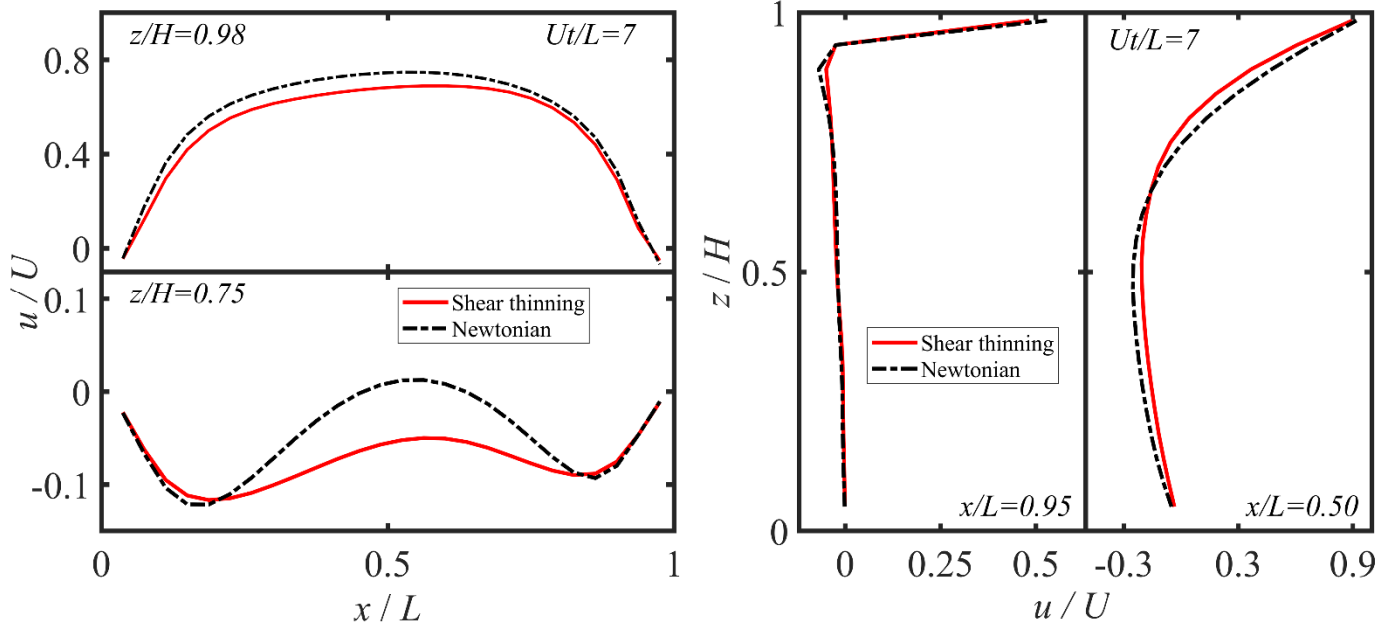 z/H=0.98
Ut/L=7
0.8
0.4
0
z/H=0.75
0.1
0
-0.1
Shear thinning
Newtonian
u / U
0
0.5
1
x / L
1
0.5
0
z / H
Shear thinning
Newtonian
x/L=0.95
0
0.25
0.5
Ut/L=7
x/L=0.50
-0.3
0.3
0.9
u / U